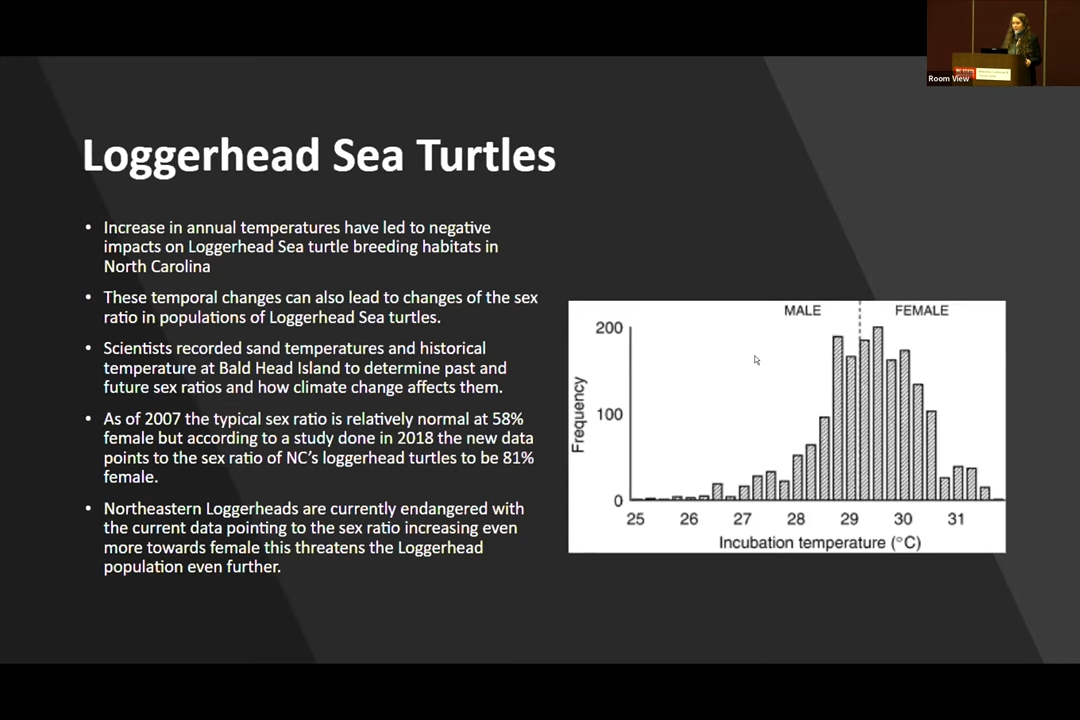 Room View
Loggerhead Sea Turtles
• Increase in annual temperatures have led to negative
impacts on Loggerhead Sea turtle breeding habitats in
North Carolina
• These temporal changes can also lead to changes of the sex
ratio in populations of Loggerhead Sea turtles.
• Scientists recorded sand temperatures and historical
temperature at Bald Head Island to determine past and
future sex ratios and how climate change affects them.
• As of 2007 the typical sex ratio is relatively normal at 58%
female but according to a study done in 2018 the new data
points to the sex ratio of NC’s loggerhead turtles to be 81%
female.
• Northeastern Loggerheads are currently endangered with
the current data pointing to the sex ratio increasing even
more towards female this threatens the Loggerhead
population even further.
MALE FEMALE
200
100
0
Frequency
25 26 27 28 29 30 31
Incubation temperature (°C)